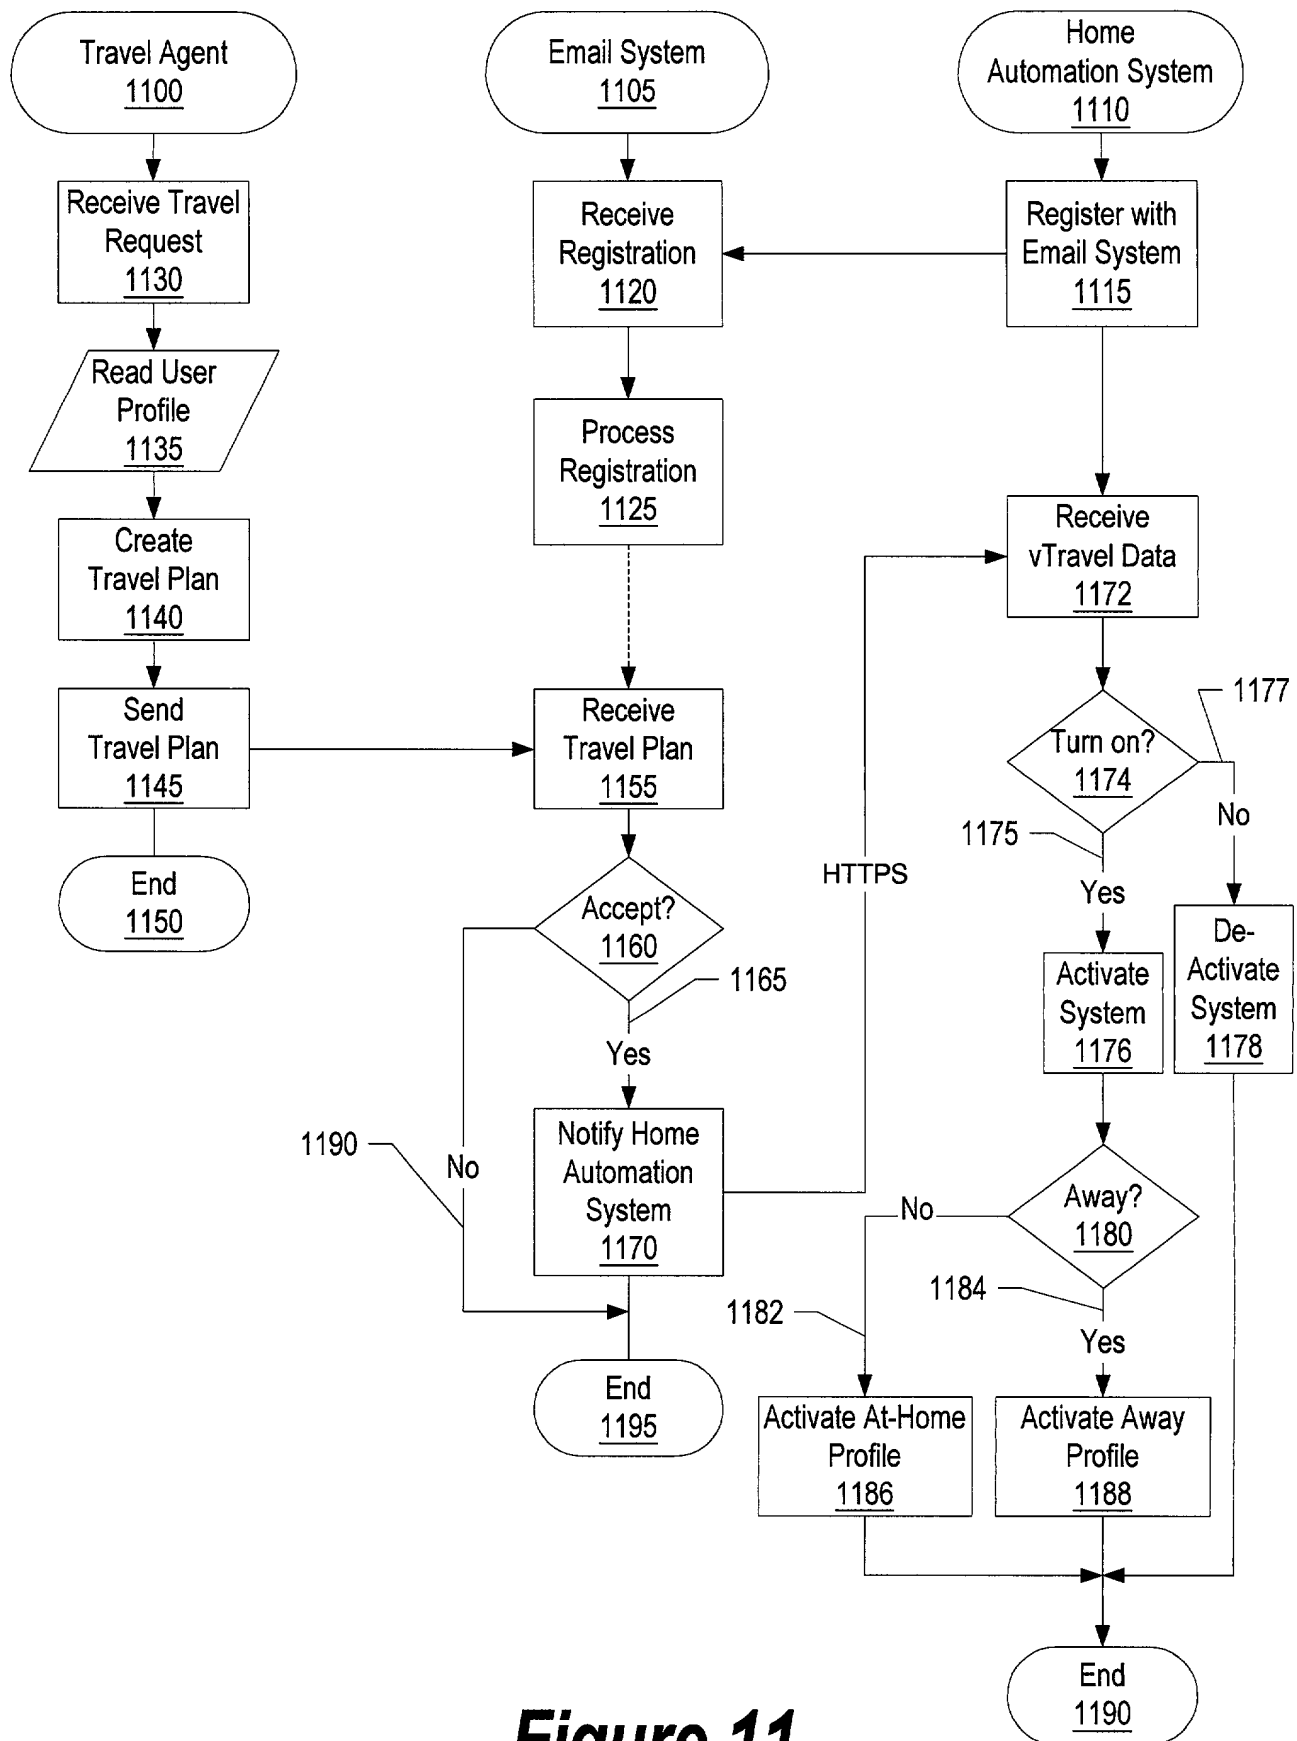 Travel Agent
1100
Receive Travel
Request
1130
Read User
Profile
1135
Create
Travel Plan
1140
Send
Travel Plan
1145
End
1150
Email System
1105
Receive
Registration
1120
Process
Registration
1125
Receive
Travel Plan
1155
Accept?
1160
1165
Yes
1190
No
Notify Home
Automation
System
1170
End
1195
HTTPS
Home
Automation System
1110
Register with
Email System
1115
Receive
vTravel Data
1172
Turn on?
1174
1177
No
1175
Yes
Activate
System
1176
De-
Activate
System
1178
Away?
1180
No
1182
1184
Yes
Activate At-Home
Profile
1186
Activate Away
Profile
1188
End
1190
Figure 11